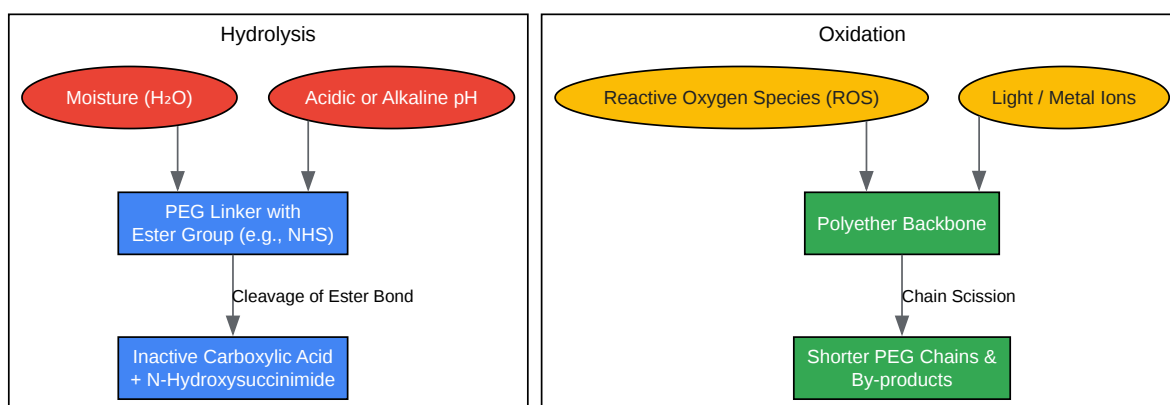 Hydrolysis
Moisture (H₂O)
Acidic or Alkaline pH
PEG Linker with
Ester Group (e.g., NHS)
Cleavage of Ester Bond
Inactive Carboxylic Acid
+ N-Hydroxysuccinimide
Oxidation
Reactive Oxygen Species (ROS)
Light / Metal Ions
Polyether Backbone
Chain Scission
Shorter PEG Chains &
By-products